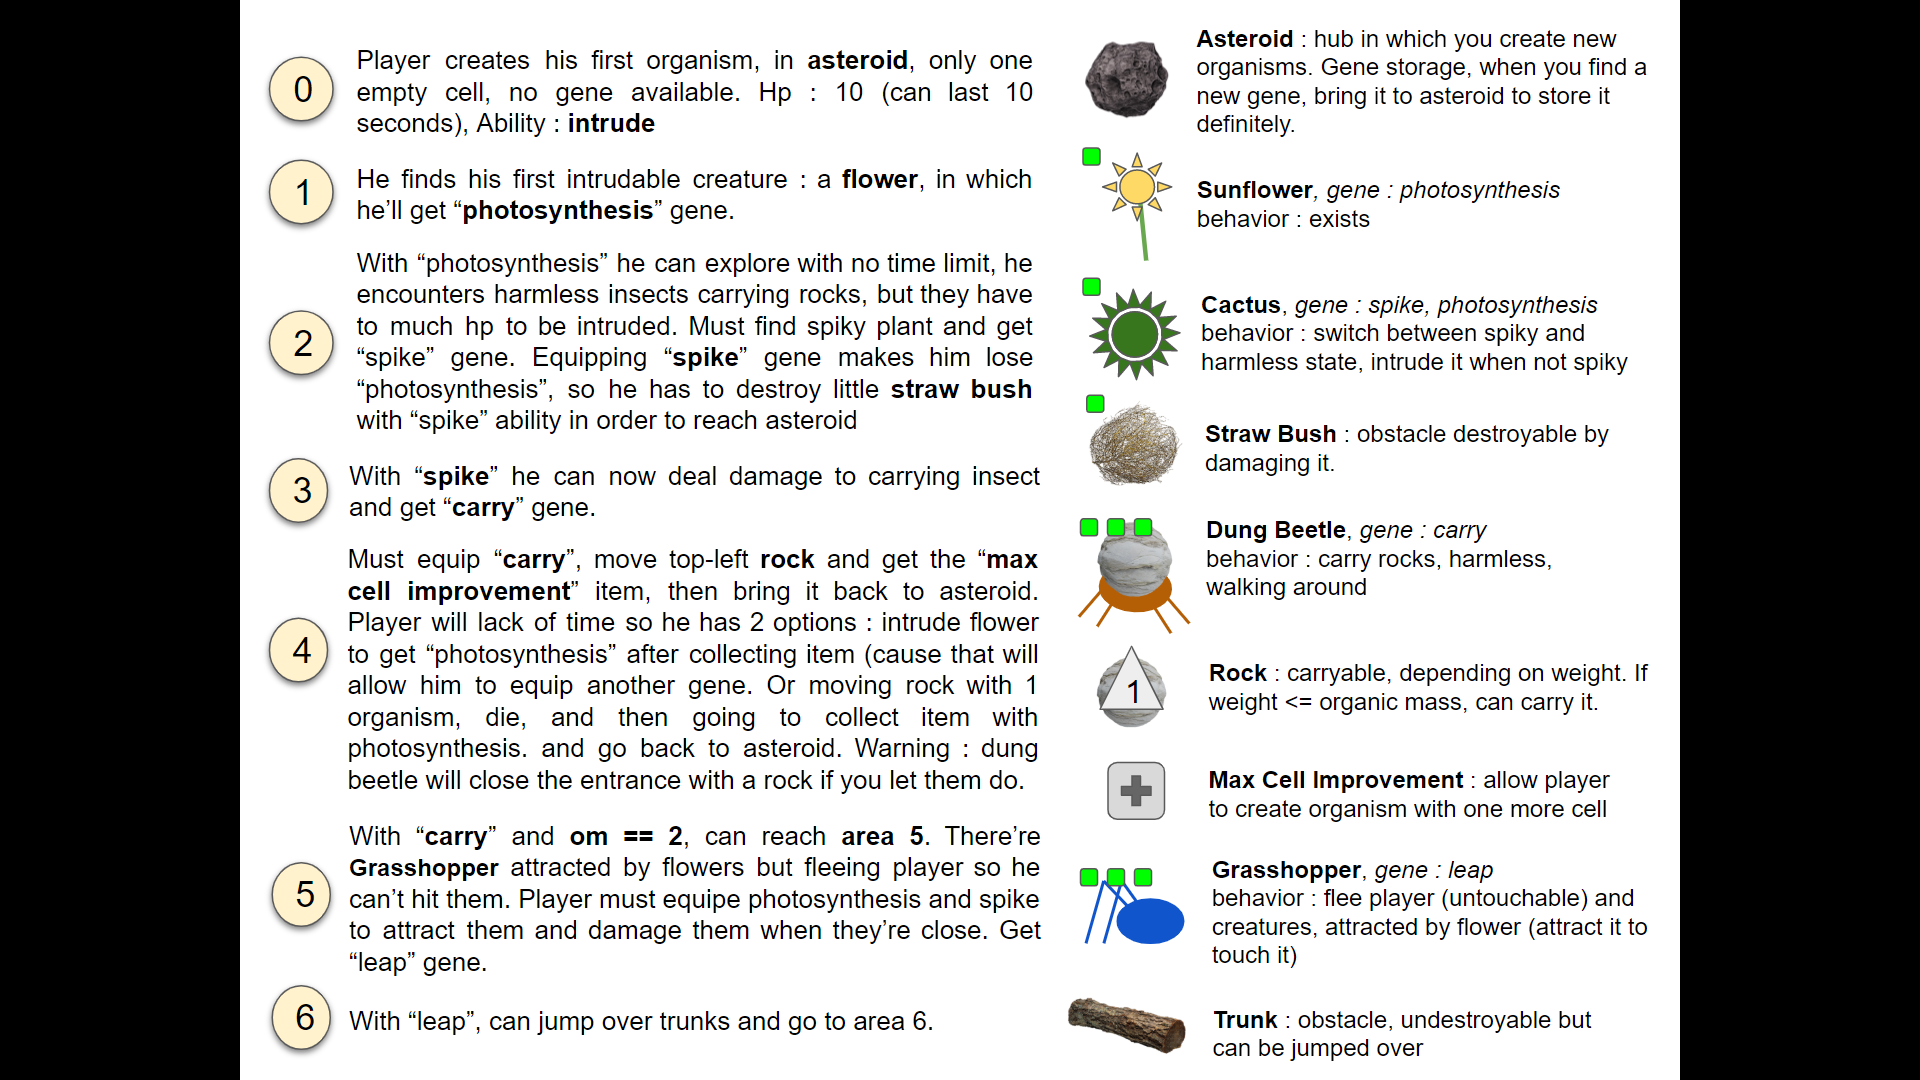 0
Player creates his first organism, in asteroid, only one
empty cell, no gene available. Hp : 10 (can last 10
seconds), Ability : intrude
1
He finds his first intrudable creature : a flower, in which
he’ll get “photosynthesis” gene.
2
With “photosynthesis” he can explore with no time limit, he
encounters harmless insects carrying rocks, but they have
to much hp to be intruded. Must find spiky plant and get
“spike” gene. Equipping “spike” gene makes him lose
“photosynthesis”, so he has to destroy little straw bush
with “spike” ability in order to reach asteroid
3
With “spike” he can now deal damage to carrying insect
and get “carry” gene.
4
Must equip “carry”, move top-left rock and get the “max
cell improvement” item, then bring it back to asteroid.
Player will lack of time so he has 2 options : intrude flower
to get “photosynthesis” after collecting item (cause that will
allow him to equip another gene. Or moving rock with 1
organism, die, and then going to collect item with
photosynthesis. and go back to asteroid. Warning : dung
beetle will close the entrance with a rock if you let them do.
5
With “carry” and om == 2, can reach area 5. There’re
Grasshopper attracted by flowers but fleeing player so he
can’t hit them. Player must equipe photosynthesis and spike
to attract them and damage them when they’re close. Get
“leap” gene.
6
With “leap”, can jump over trunks and go to area 6.
Asteroid : hub in which you create new
organisms. Gene storage, when you find a
new gene, bring it to asteroid to store it
definitely.
Sunflower, gene : photosynthesis
behavior : exists
Cactus, gene : spike, photosynthesis
behavior : switch between spiky and
harmless state, intrude it when not spiky
Straw Bush : obstacle destroyable by
damaging it.
Dung Beetle, gene : carry
behavior : carry rocks, harmless,
walking around
1
Rock : carryable, depending on weight. If
weight <= organic mass, can carry it.
Max Cell Improvement : allow player
to create organism with one more cell
Grasshopper, gene : leap
behavior : flee player (untouchable) and
creatures, attracted by flower (attract it to
touch it)
Trunk : obstacle, undestroyable but
can be jumped over